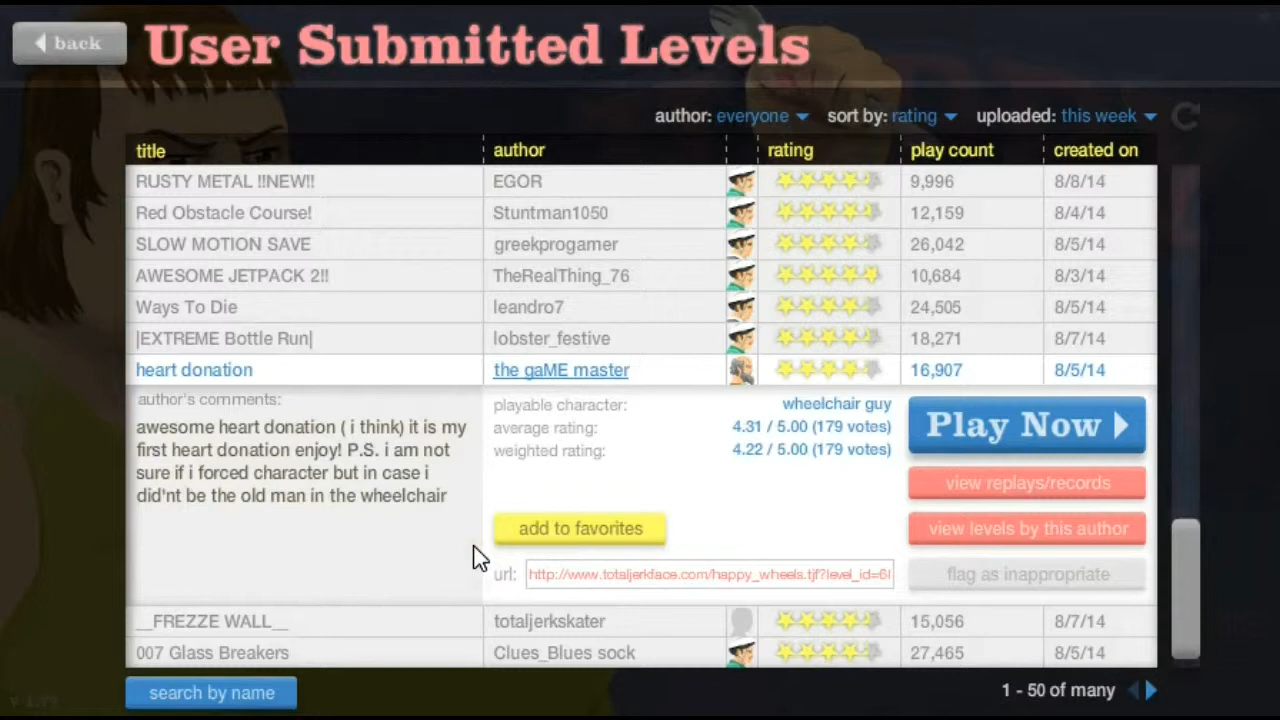 back
User Submitted Levels
author: everyone sort by: rating uploaded: this week
title author rating play count created on
RUSTY METAL !!NEW!! EGOR 9,996 8/8/14
Red Obstacle Course! Stuntman1050 12,159 8/4/14
SLOW MOTION SAVE greekprogamer 26,042 8/5/14
AWESOME JETPACK 2!! TheRealThing_76 10,684 8/3/14
Ways To Die leandro7 24,505 8/5/14
|EXTREME Bottle Run| lobster_festive 18,271 8/7/14
heart donation the gaME master 16,907 8/5/14
author's comments:
awesome heart donation ( i think) it is my
first heart donation enjoy! P.S. i am not
sure if i forced character but in case i
did'nt be the old man in the wheelchair
playable character: wheelchair guy
average rating: 4.31 / 5.00 (179 votes)
weighted rating: 4.22 / 5.00 (179 votes)
add to favorites
url: http://www.totaljerkface.com/happy_wheels.tjf?level_id=6
Play Now
view replays/records
view levels by this author
flag as inappropriate
__FREZZE WALL__ totaljerkskater 15,056 8/7/14
007 Glass Breakers Clues_Blues sock 27,465 8/5/14
search by name
1 - 50 of many